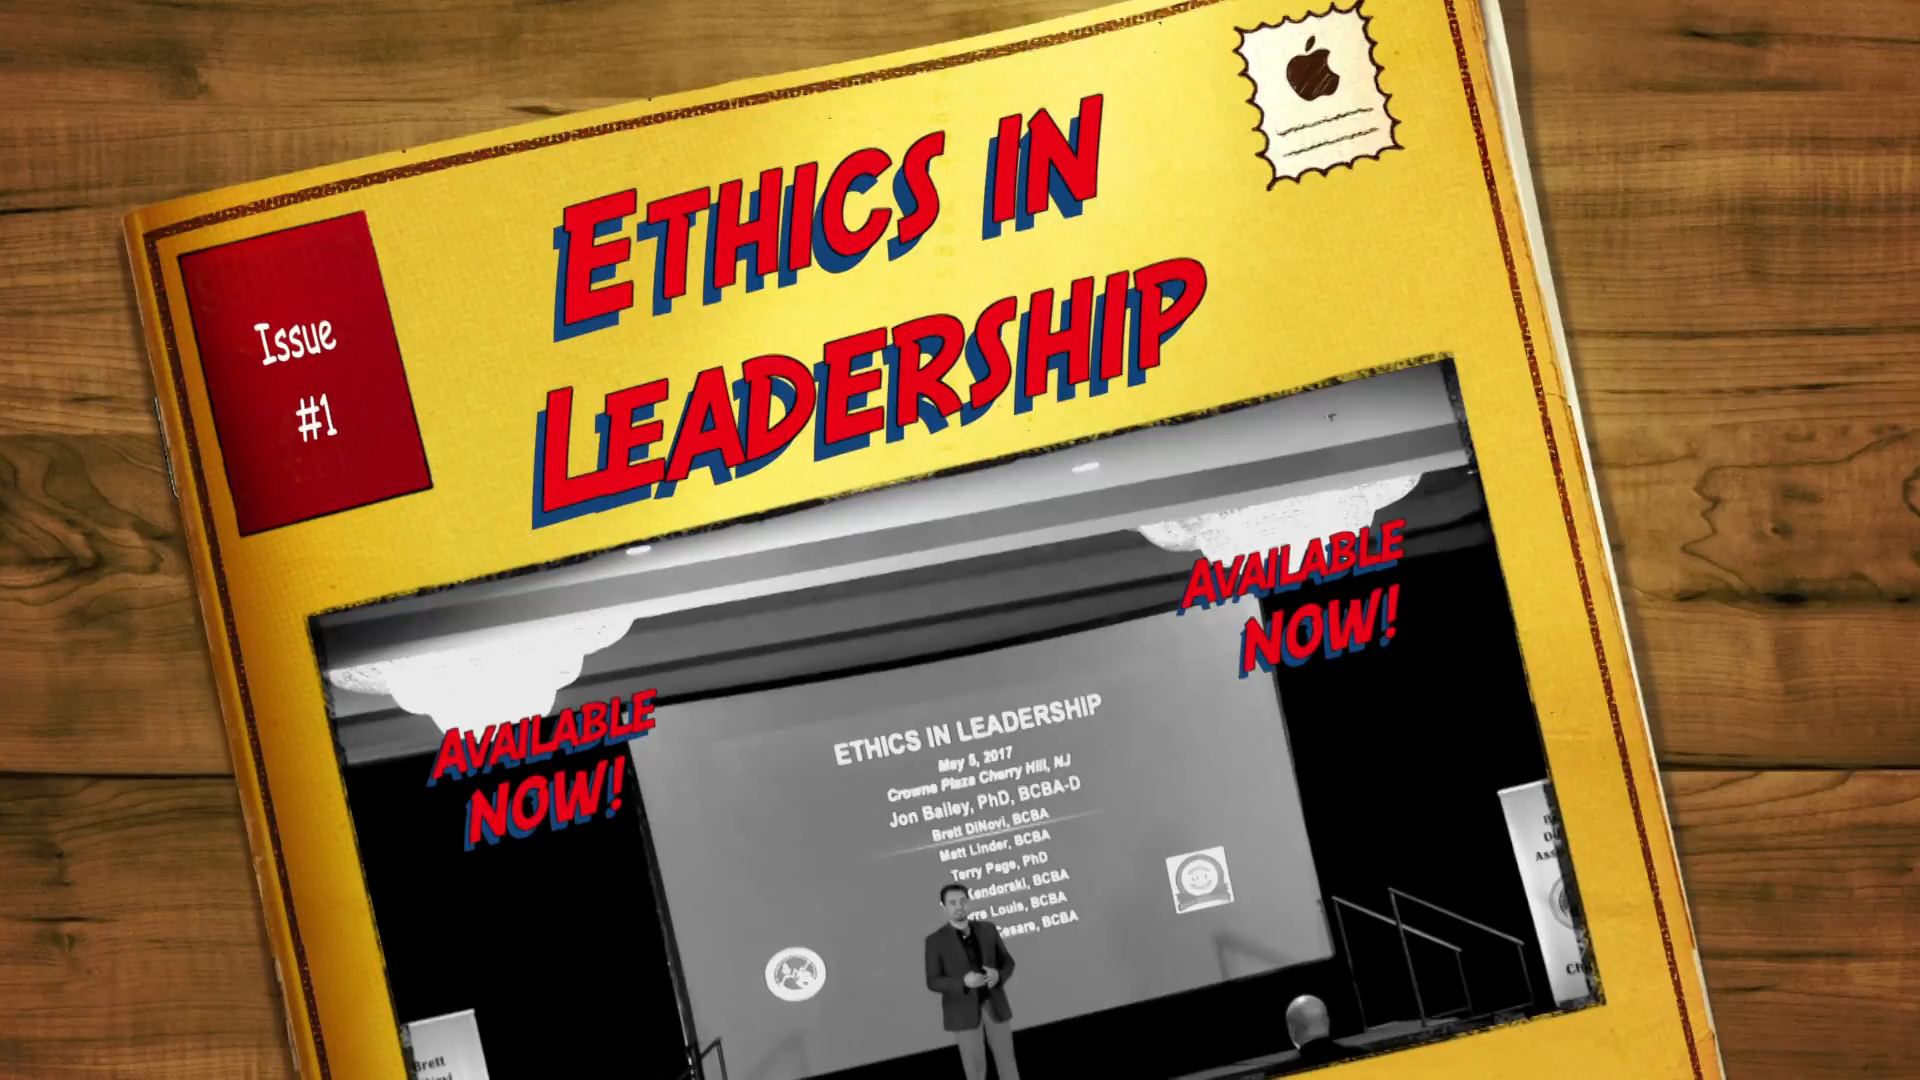 ETHICS IN
LEADERSHIP
Issue
#1
AVAILABLE
NOW!
AVAILABLE
NOW!
ETHICS IN LEADERSHIP
May 5, 2017
Crowne Plaza Cherry Hill, NJ
Jon Bailey, PhD, BCBA-D
Brett DiNovi, BCBA
Matt Linder, BCBA
Terry Page, PhD
Kendorski, BCBA
Louis, BCBA
Cesare, BCBA
Brett